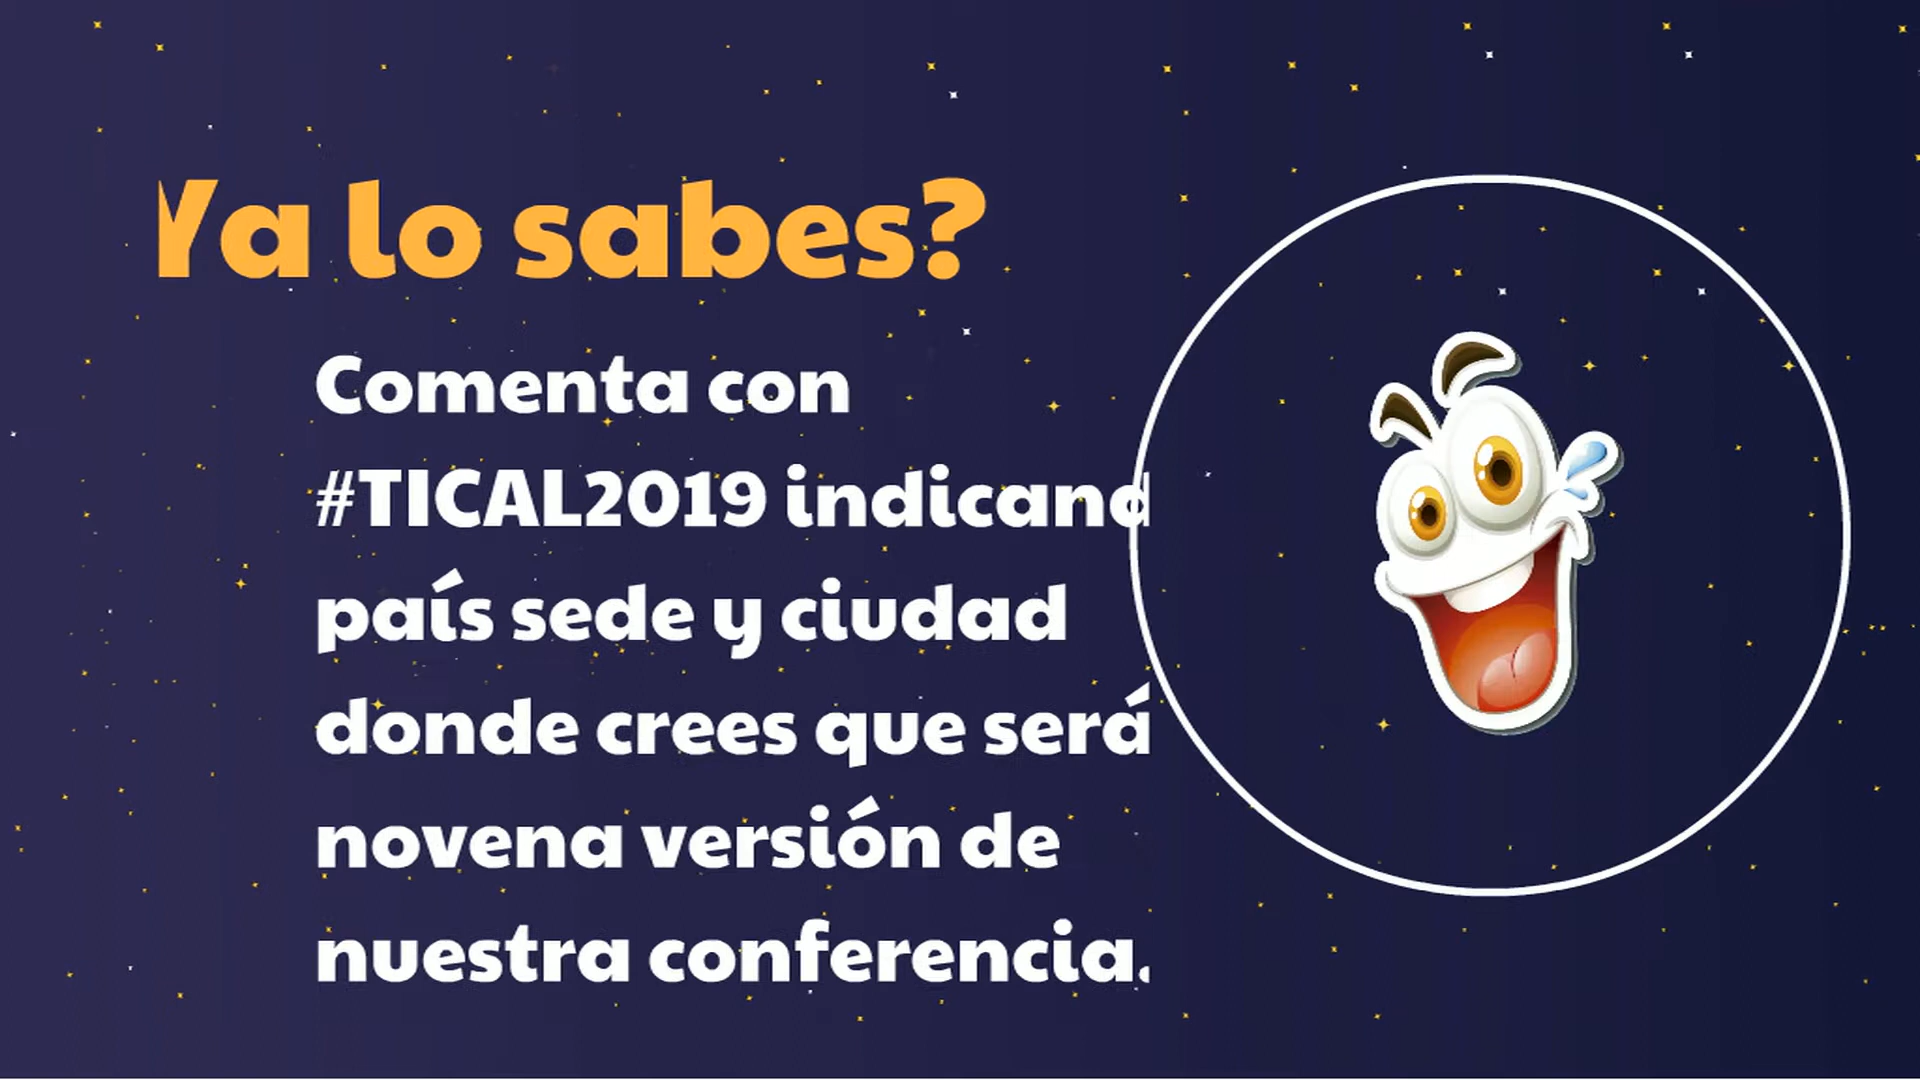 Ya lo sabes?
Comenta con
#TICAL2019 indicand
país sede y ciudad
donde crees que será
novena versión de
nuestra conferencia.